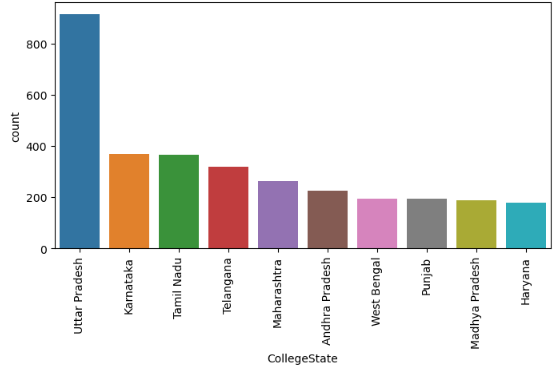 count
800
600
400
200
0
Uttar Pradesh
Karnataka
Tamil Nadu
Telangana
Maharashtra
Andhra Pradesh
West Bengal
Punjab
Madhya Pradesh
Haryana
CollegeState